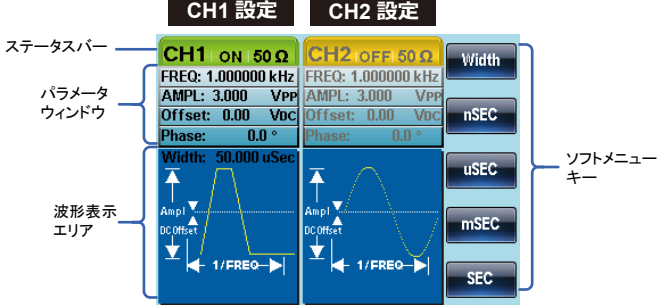 CH1 設定
CH2 設定
ステータスバー
CH1 ON 50 Ω
CH2 OFF 50 Ω
パラメータ
ウィンドウ
FREQ: 1.000000 kHz
AMPL: 3.000 VPP
Offset: 0.00 VDC
Phase: 0.0 °
FREQ: 1.000000 kHz
AMPL: 3.000 VPP
Offset: 0.00 VDC
Phase: 0.0 °
波形表示
エリア
Width: 50.000 uSec
Ampl
DC Offset
1/FREQ
Ampl
DC Offset
1/FREQ
Width
nSEC
uSEC
mSEC
SEC
ソフトメニュー
キー